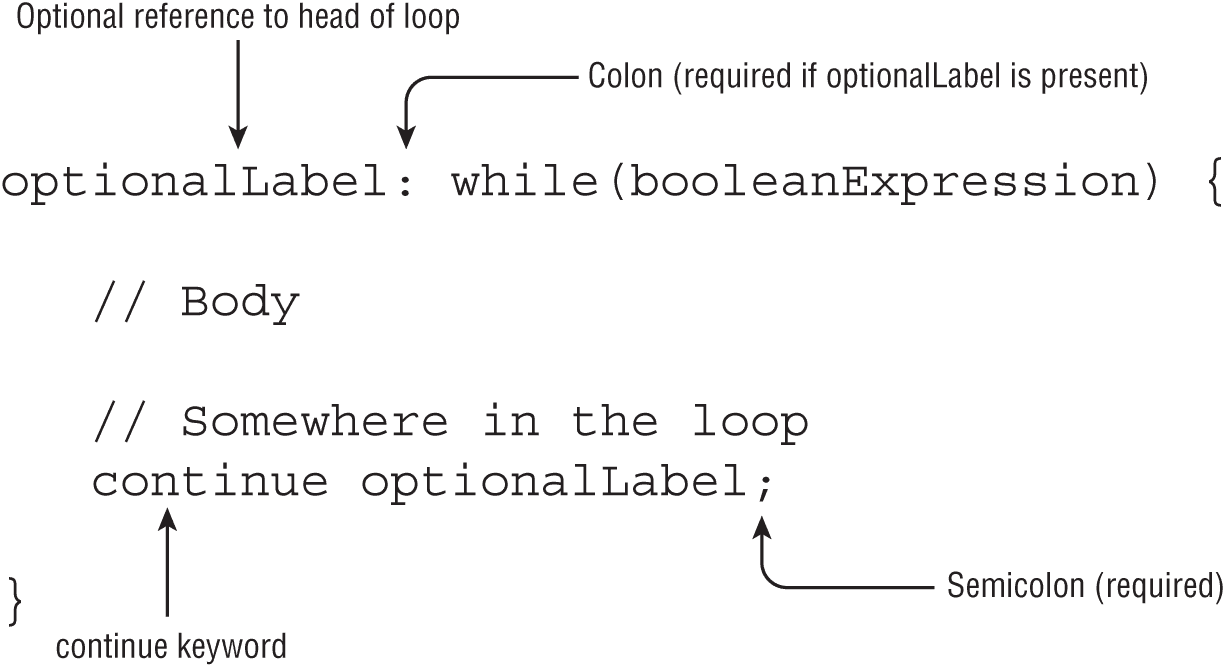 Optional reference to head of loop
Colon (required if optionalLabel is present)
optionalLabel: while(booleanExpression) {
// Body
// Somewhere in the loop
continue optionalLabel;
Semicolon (required)
}
continue keyword